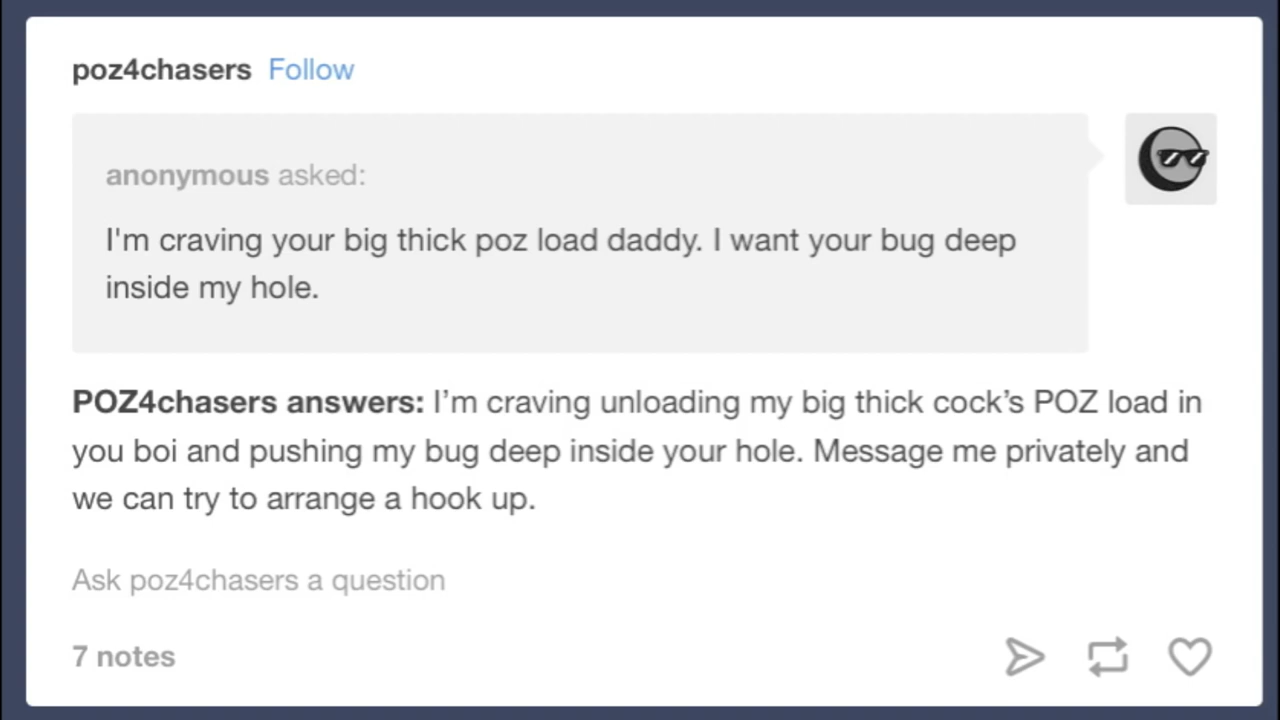 poz4chasers Follow
anonymous asked:
I'm craving your big thick poz load daddy. I want your bug deep
inside my hole.
POZ4chasers answers: I’m craving unloading my big thick cock’s POZ load in
you boi and pushing my bug deep inside your hole. Message me privately and
we can try to arrange a hook up.
Ask poz4chasers a question
7 notes